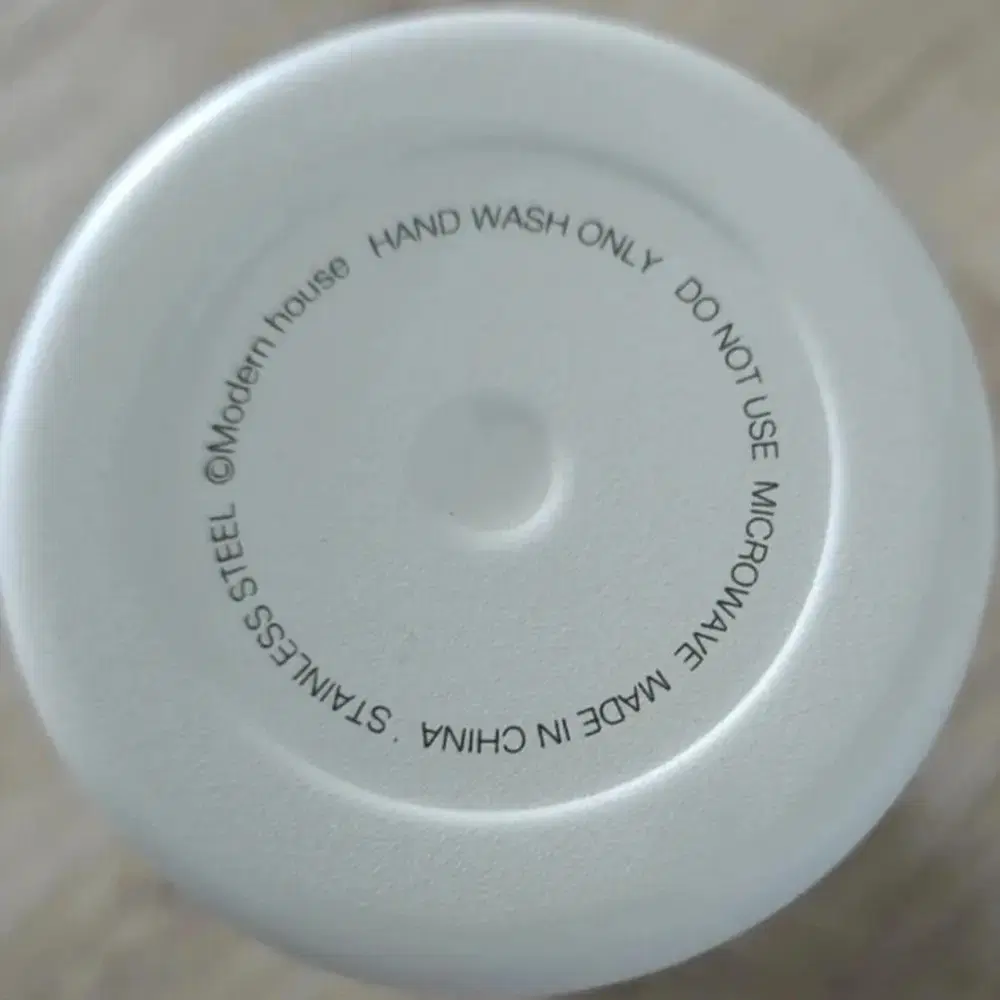 ©Modern house HAND WASH ONLY DO NOT USE MICROWAVE MADE IN CHINA STAINLESS STEEL